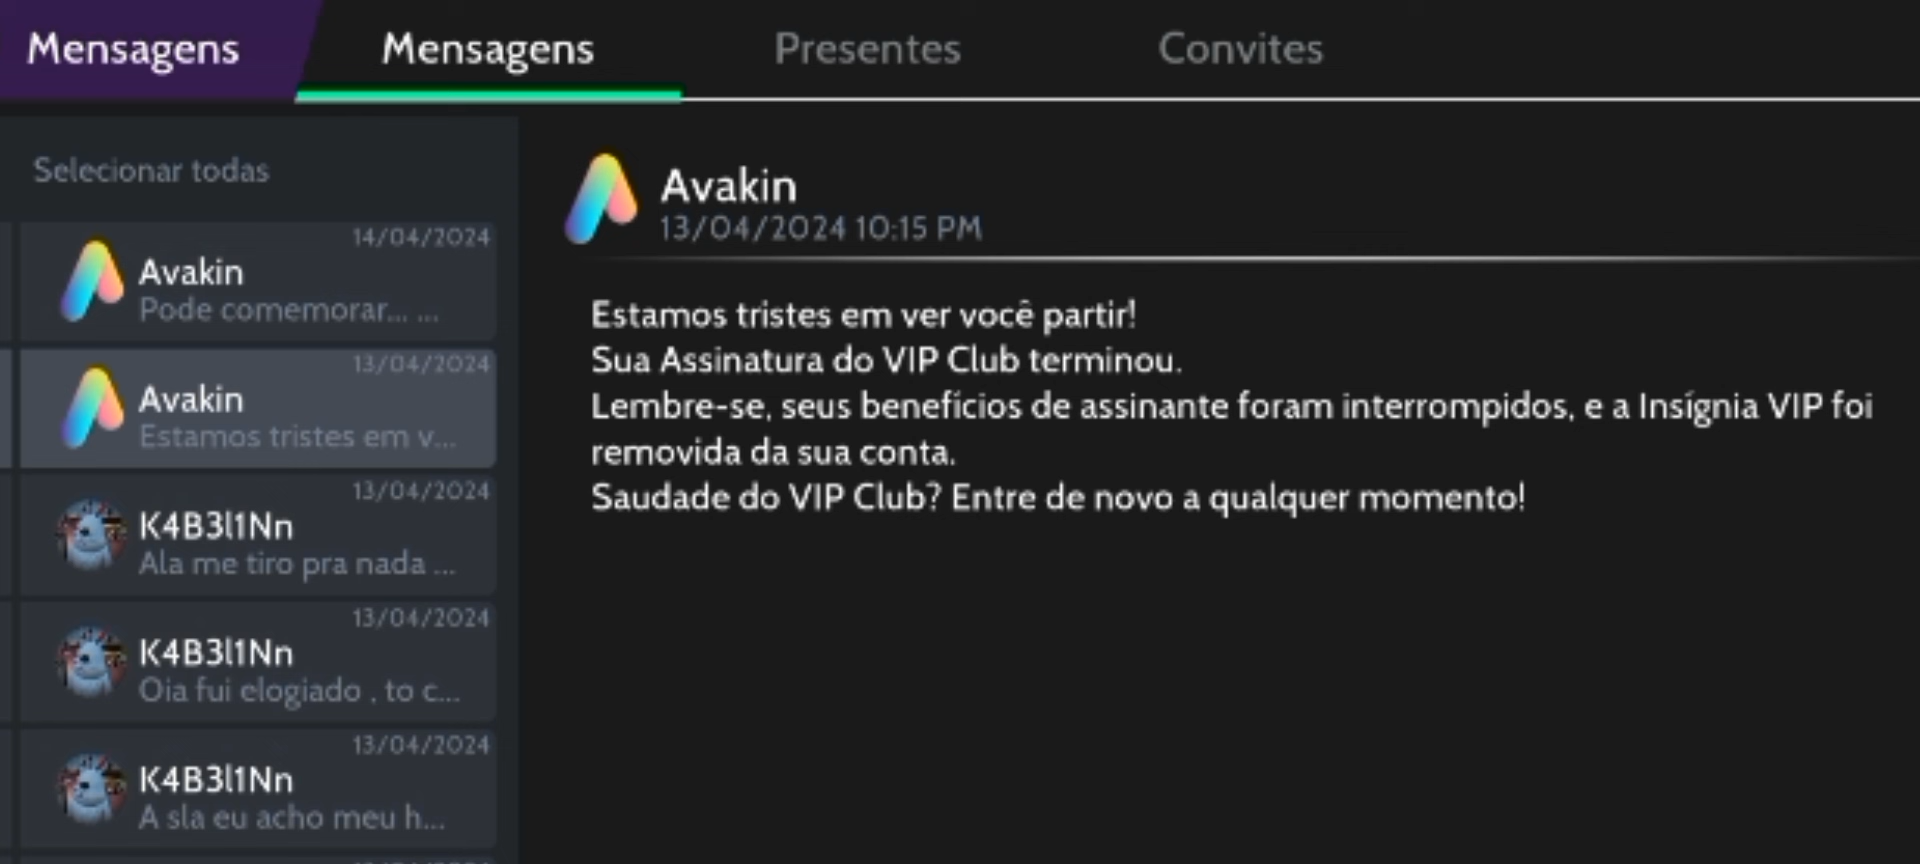 Mensagens
Mensagens
Presentes
Convites
Selecionar todas
14/04/2024
Avakin
Pode comemorar... ...
13/04/2024
Avakin
Estamos tristes em v...
13/04/2024
K4B3l1Nn
Ala me tiro pra nada ...
13/04/2024
K4B3l1Nn
Oia fui elogiado , to c...
13/04/2024
K4B3l1Nn
A sla eu acho meu h...
Avakin
13/04/2024 10:15 PM
Estamos tristes em ver você partir!
Sua Assinatura do VIP Club terminou.
Lembre-se, seus benefícios de assinante foram interrompidos, e a Insígnia VIP foi
removida da sua conta.
Saudade do VIP Club? Entre de novo a qualquer momento!